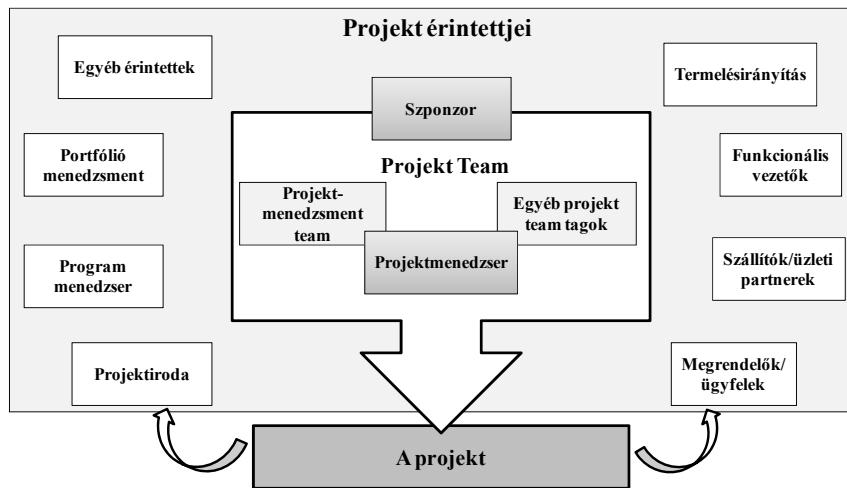 Projekt érintettjei
Egyéb érintettek
Termelésirányítás
Szponzor
Portfólió
menedzsment
Projekt Team
Funkcionális
vezetők
Projekt-
menedzsment
team
Egyéb projekt
team tagok
Projektmenedzser
Program
menedzser
Szállítók/üzleti
partnerek
Projektiroda
Megrendelők/
ügyfelek
A projekt